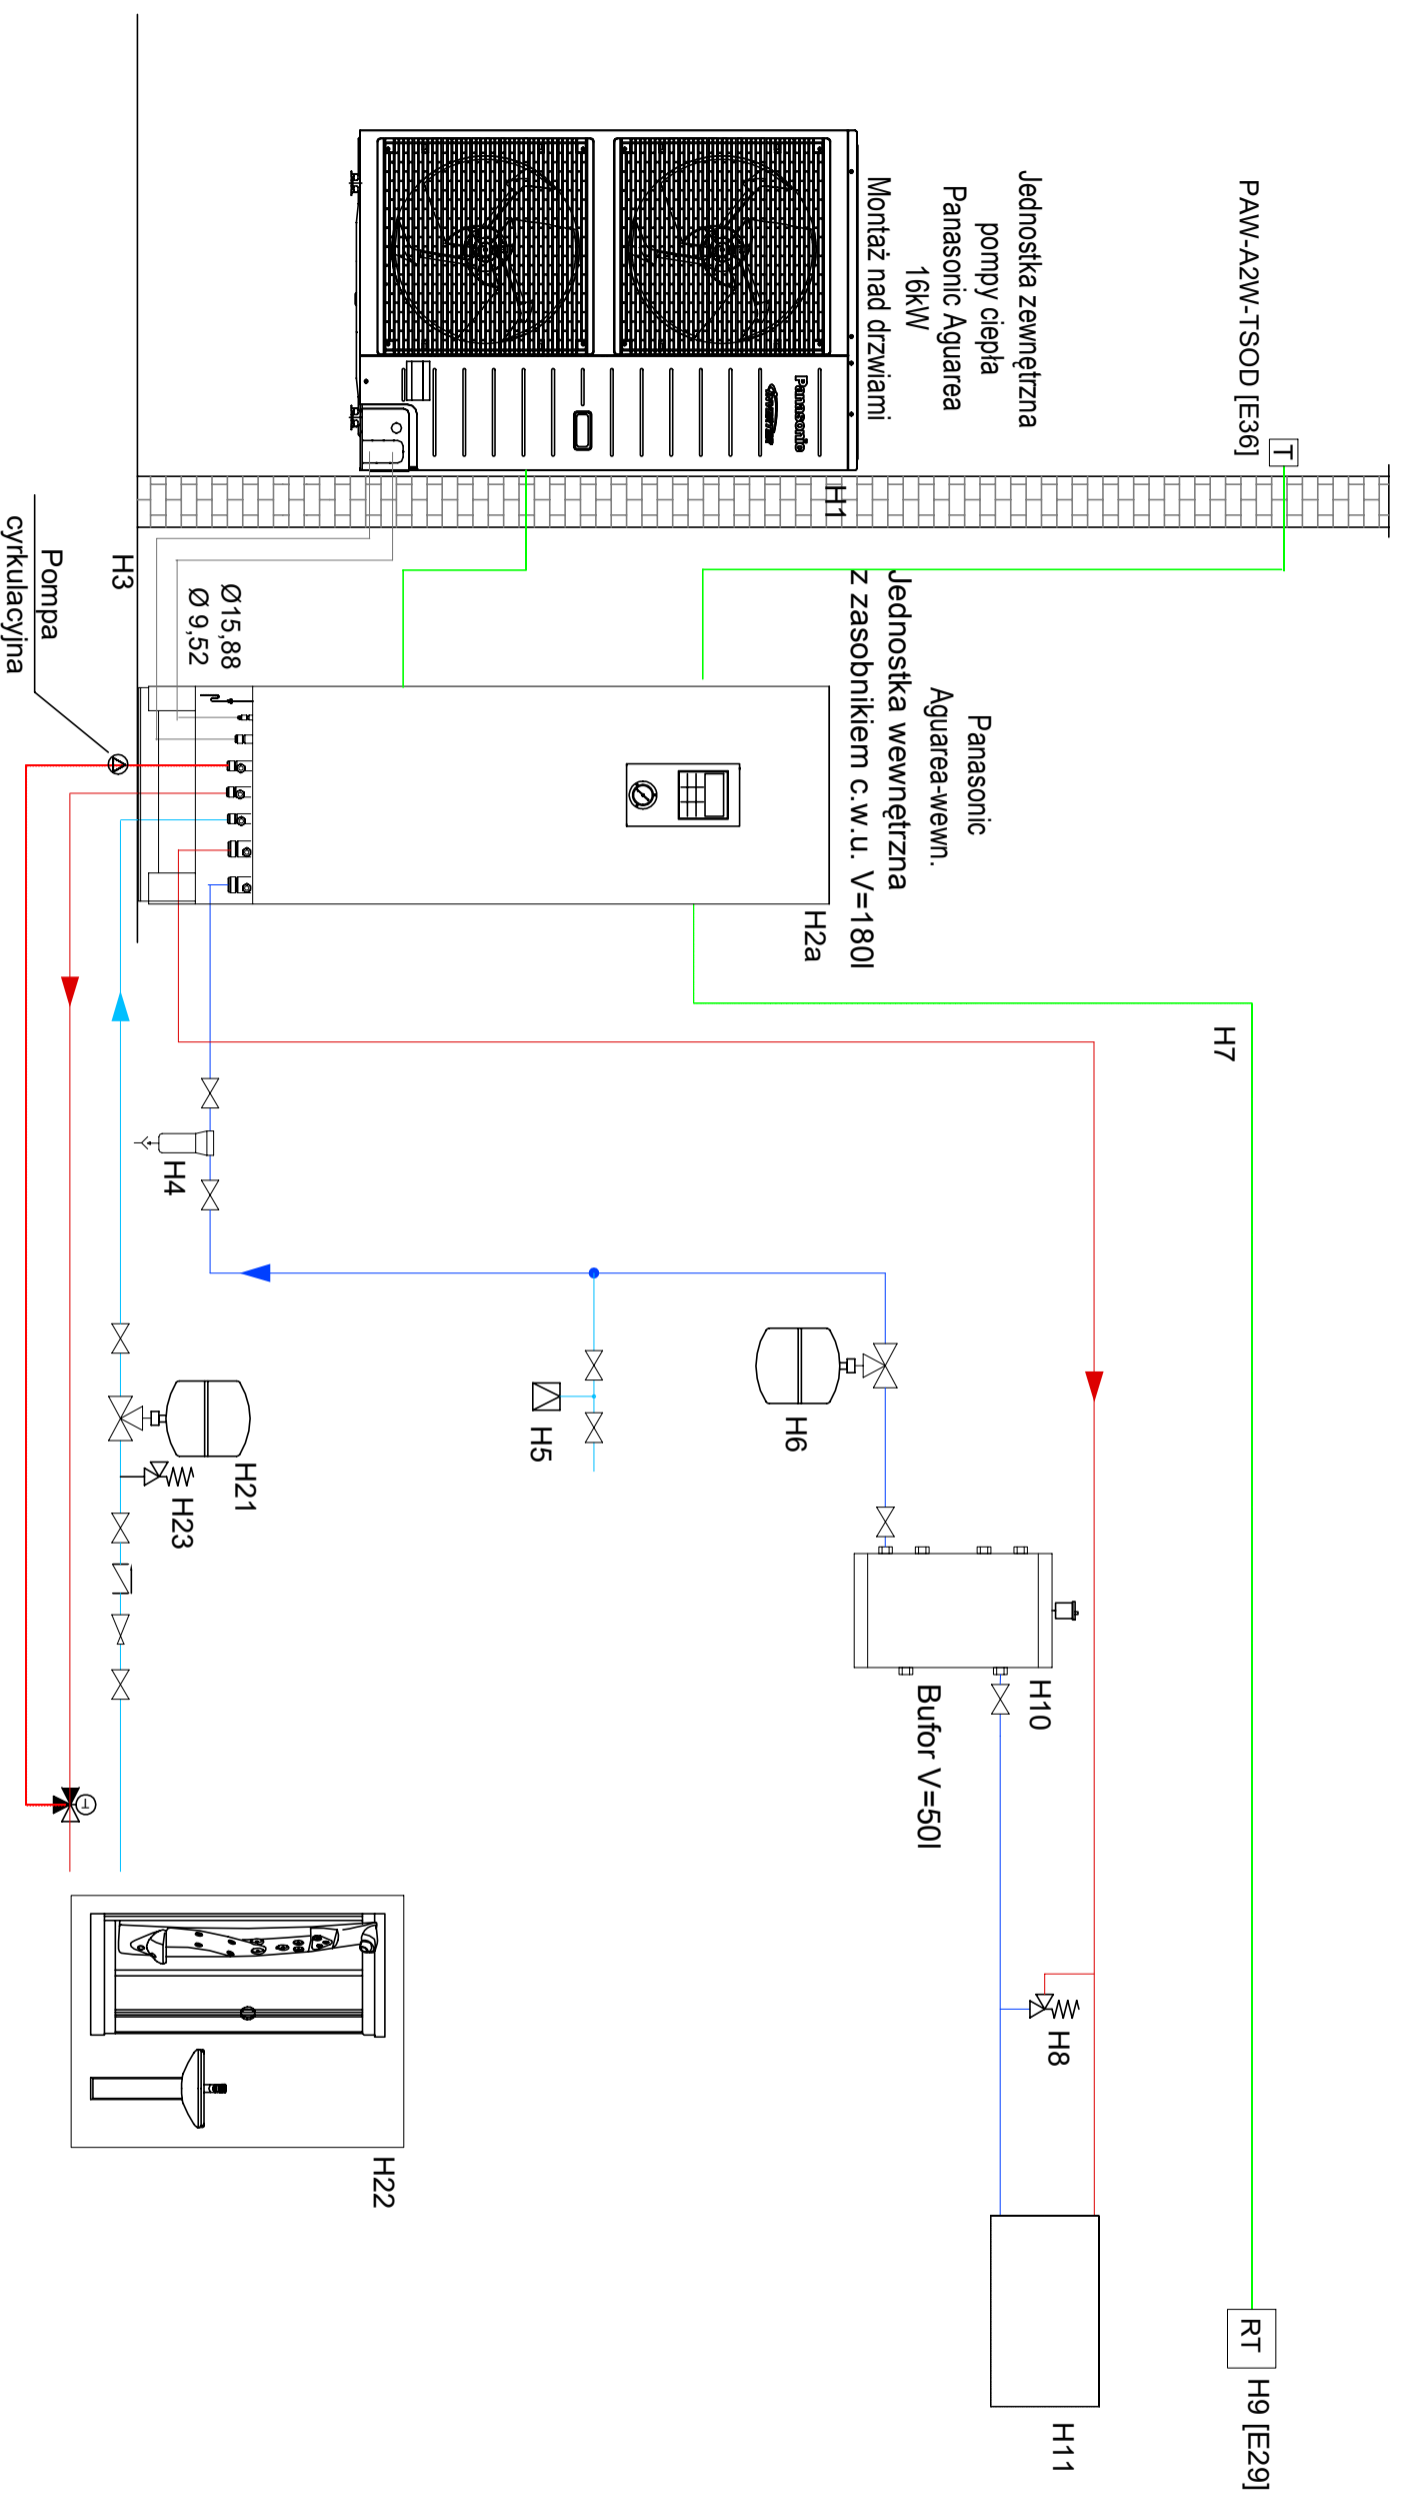 PAW-A2W-TSOD [E36]
T
Jednostka zewnętrzna
pompy ciepła
Panasonic Aguarea
16kW
Montaż nad drzwiami
Panasonic
INVERTER
H1
Panasonic
Aguarea-wewn.
Jednostka wewnętrzna
z zasobnikiem c.w.u. V=180l
H2a
Ø15,88
Ø 9,52
H3
Pompa
cyrkulacyjna
H7
H4
H6
H5
H21
H23
H10
Bufor V=50l
T
H8
H22
RT
H9 [E29]
H11